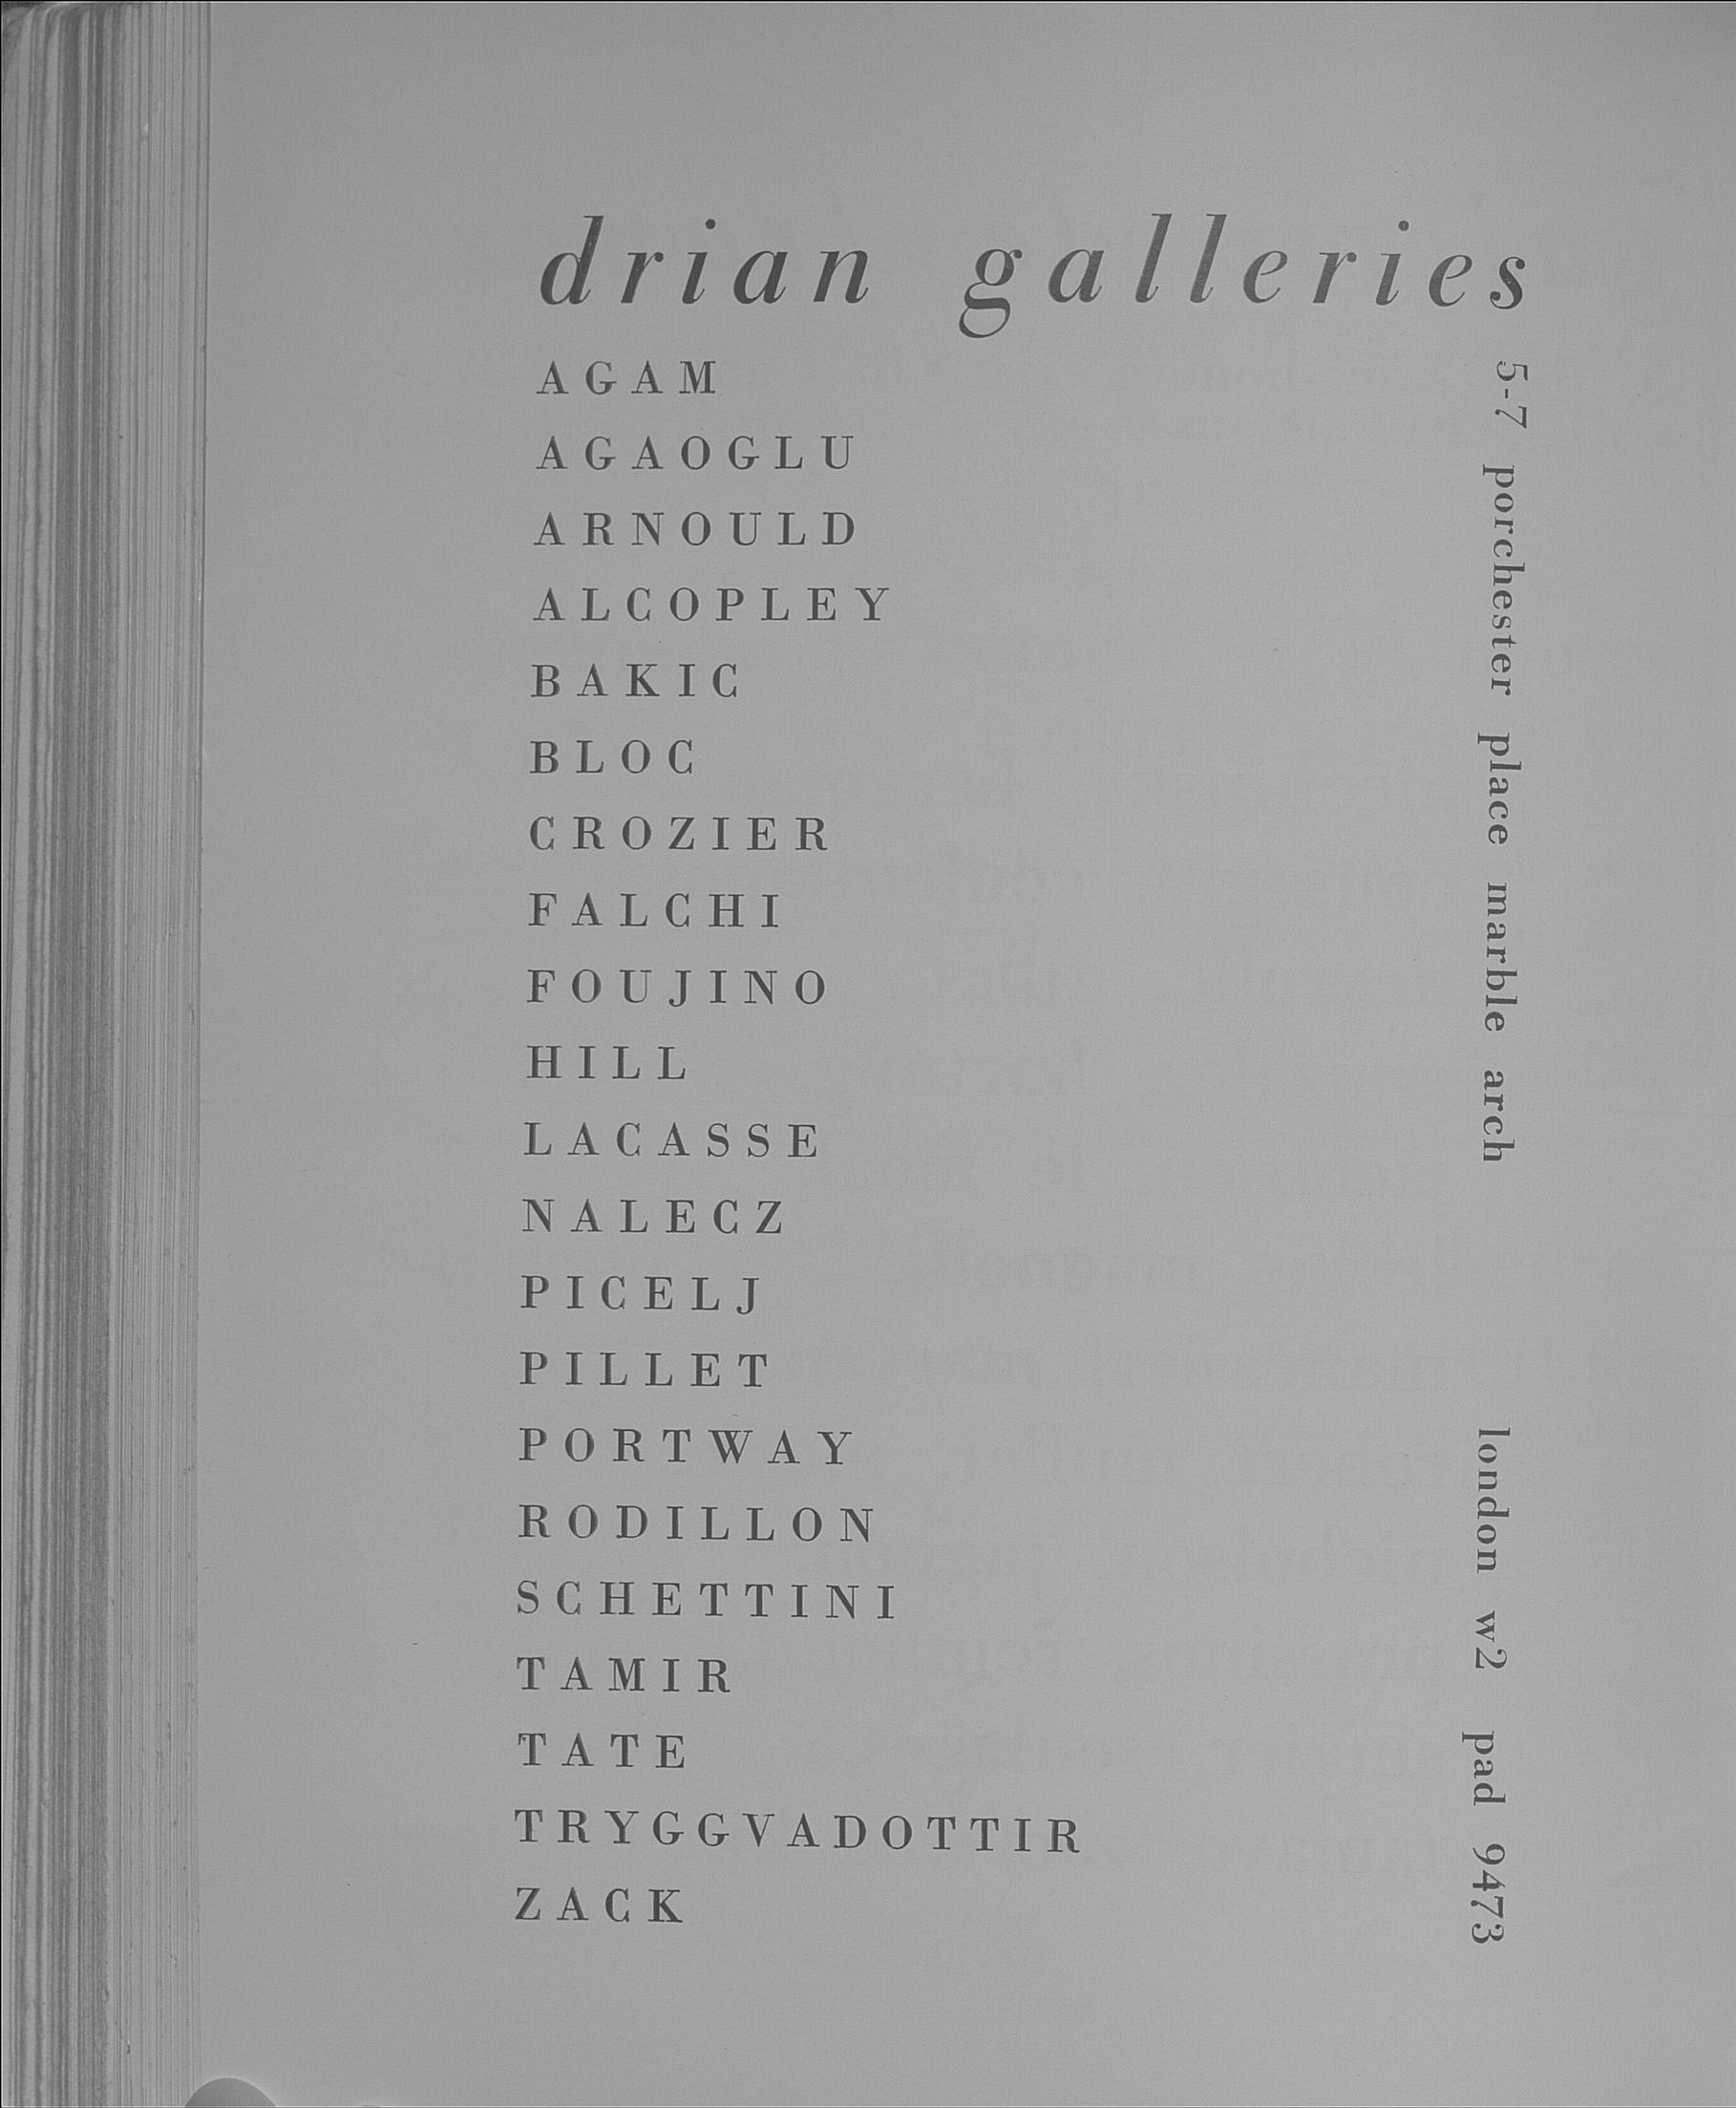 drian galleries
AGAM
AGAOGLU
ARNOULD
ALCOPLEY
BAKIC
BLOC
CROZIER
FALCHI
FOUJINO
HILL
LACASSE
NALECZ
PICELJ
PILLET
PORTWAY
RODILLON
SCHETTINI
TAMIR
TATE
TRYGGVADOTTIR
ZACK
5-7 porchester place marble arch london w2 pad 9473